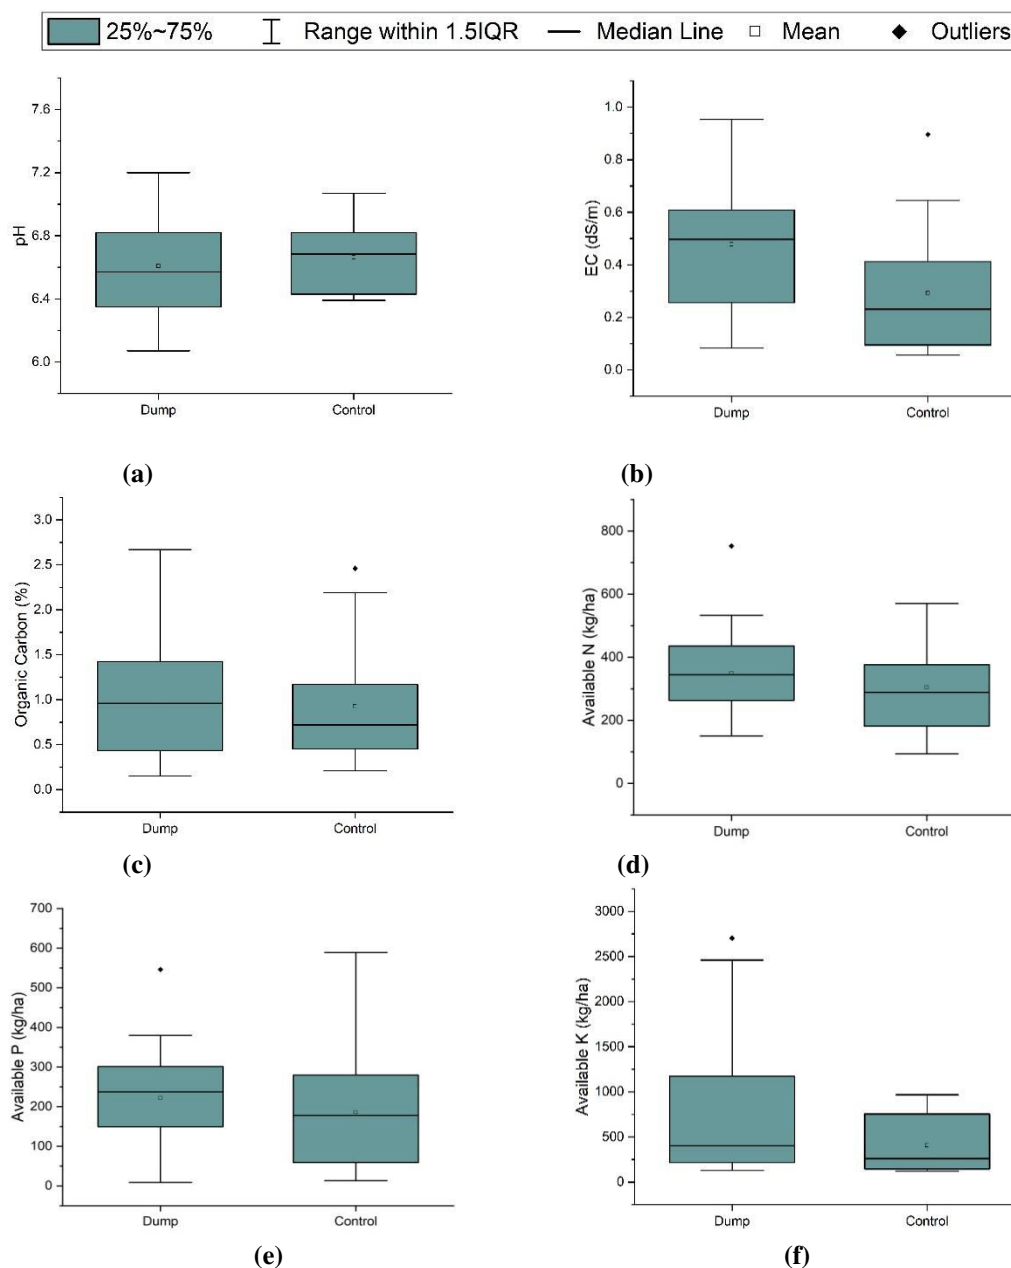 25%~75% Range within 1.5IQR Median Line Mean Outliers
7.6
7.2
6.8
6.4
6.0
pH
Dump Control
(a)
1.0
0.8
0.6
0.4
0.2
0.0
EC (dS/m)
Dump Control
(b)
3.0
2.5
2.0
1.5
1.0
0.5
0.0
Organic Carbon (%)
Dump Control
(c)
800
600
400
200
0
Available N (kg/ha)
Dump Control
(d)
700
600
500
400
300
200
100
0
Available P (kg/ha)
Dump Control
(e)
3000
2500
2000
1500
1000
500
0
Available K (kg/ha)
Dump Control
(f)